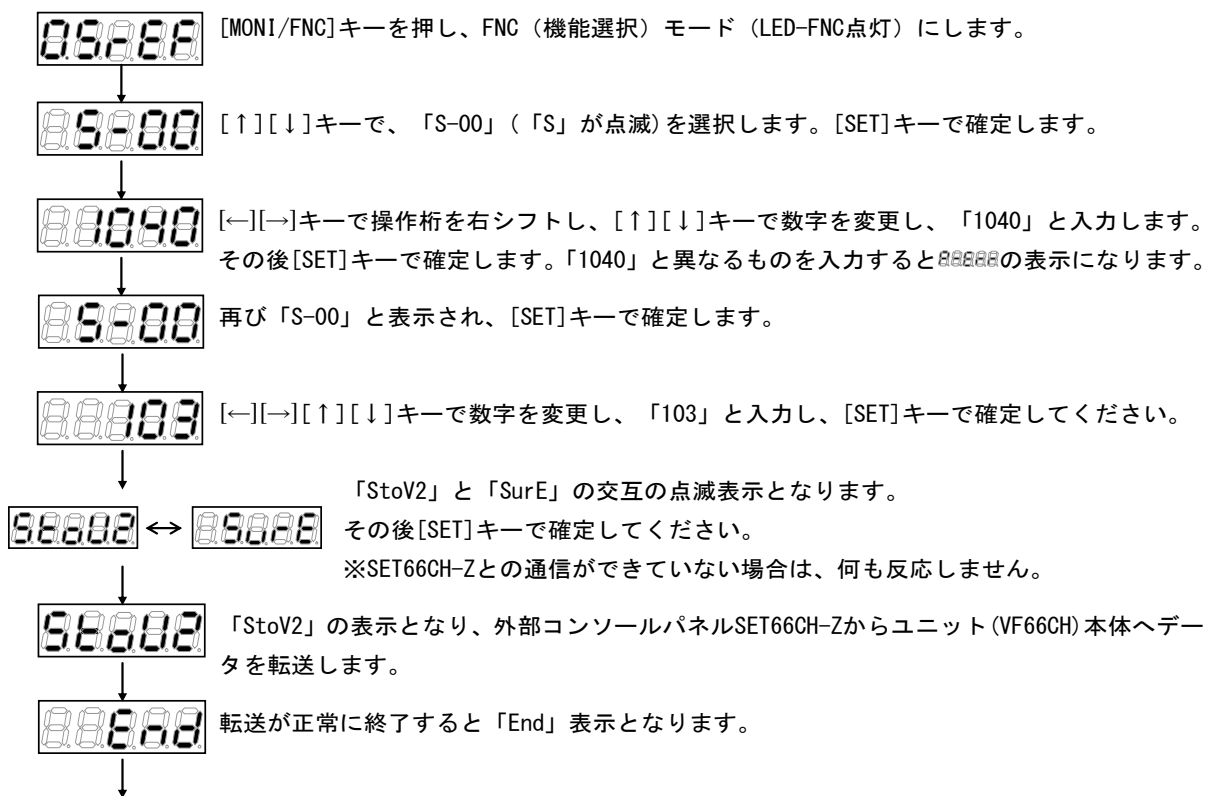 0.SrEF [MONI/FNC]キーを押し、FNC（機能選択）モード（LED-FNC点灯）にします。
S-00 [↑][↓]キーで、「S-00」(「S」が点滅)を選択します。[SET]キーで確定します。
1040 [←][→]キーで操作桁を右シフトし、[↑][↓]キーで数字を変更し、「1040」と入力します。
その後[SET]キーで確定します。「1040」と異なるものを入力するとの表示になります。
S-00 再び「S-00」と表示され、[SET]キーで確定します。
103 [←][→][↑][↓]キーで数字を変更し、「103」と入力し、[SET]キーで確定してください。
「StoV2」と「SurE」の交互の点滅表示となります。
StoU2 ↔ SurE その後[SET]キーで確定してください。
※SET66CH-Zとの通信ができていない場合は、何も反応しません。
StoU2 「StoV2」の表示となり、外部コンソールパネルSET66CH-Zからユニット(VF66CH)本体へデー
タを転送します。
End 転送が正常に終了すると「End」表示となります。